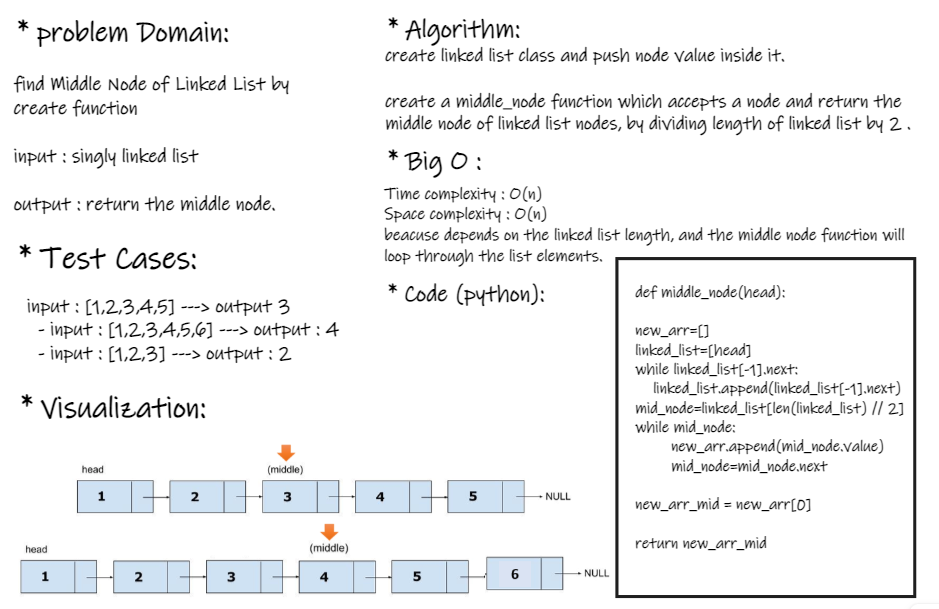 * problem Domain:
find Middle Node of Linked List by
create function
input : singly linked list
output : return the middle node.
* Test Cases:
input : [1,2,3,4,5] ---> output 3
- input : [1,2,3,4,5,6] ---> output : 4
- input : [1,2,3] ---> output : 2
* Visualization:
head
(middle)
1 2 3 4 5 NULL
head
(middle)
1 2 3 4 5 6 NULL
* Algorithm:
create linked list class and push node value inside it.
create a middle_node function which accepts a node and return the
middle node of linked list nodes, by dividing length of linked list by 2 .
* Big O :
Time complexity : O(n)
Space complexity : O(n)
beacuse depends on the linked list length, and the middle node function will
loop through the list elements.
* Code (python):
def middle_node(head):
new_arr=[]
linked_list=[head]
while linked_list[-1].next:
linked_list.append(linked_list[-1].next)
mid_node=linked_list[len(linked_list) // 2]
while mid_node:
new_arr.append(mid_node.value)
mid_node=mid_node.next
new_arr_mid = new_arr[0]
return new_arr_mid